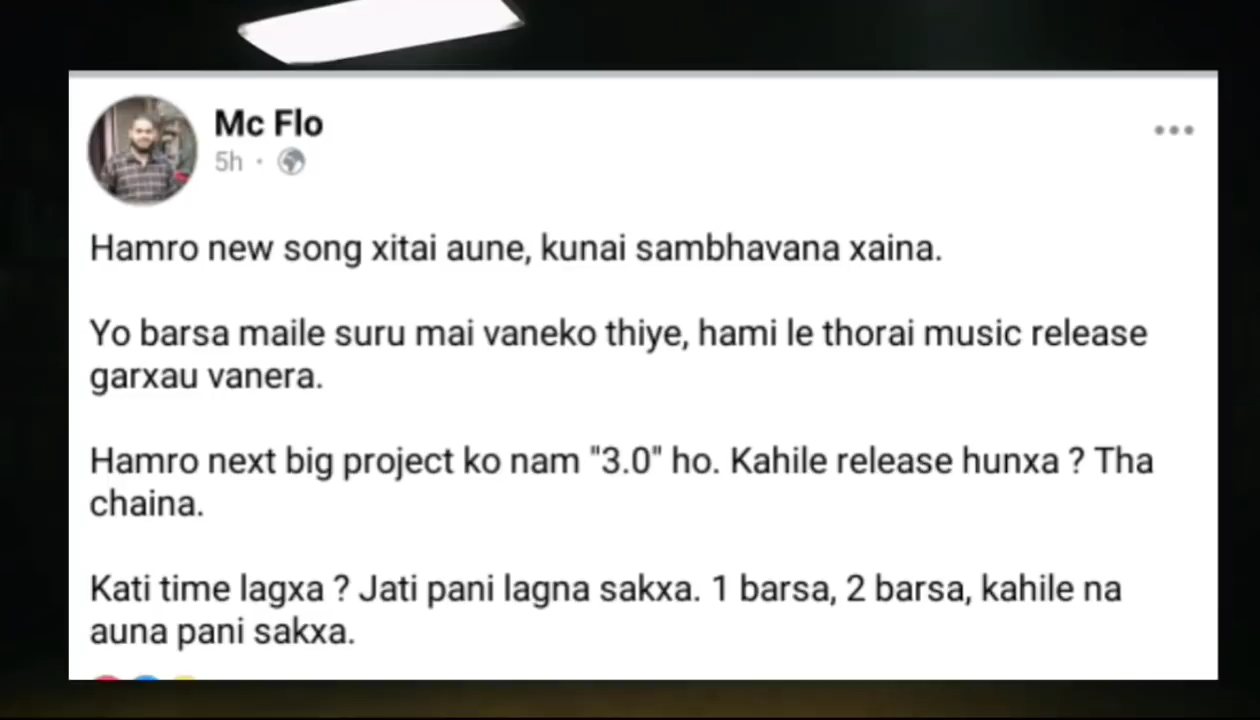 Mc Flo
5h ·
Hamro new song xitai aune, kunai sambhavana xaina.
Yo barsa maile suru mai vaneko thiye, hami le thorai music release
garxau vanera.
Hamro next big project ko nam "3.0" ho. Kahile release hunxa ? Tha
chaina.
Kati time lagxa ? Jati pani lagna sakxa. 1 barsa, 2 barsa, kahile na
auna pani sakxa.